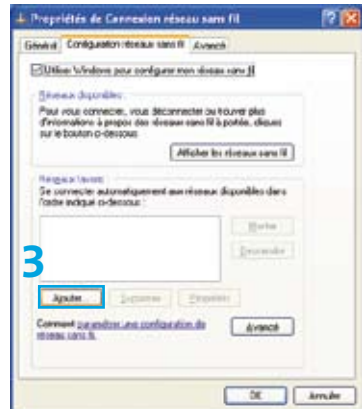 Propriétés de Connexion réseau sans fil
Général Configuration réseaux sans fil Avancé
Utiliser Windows pour configurer mon réseau sans fil
Réseaux disponibles :
Pour vous connecter, vous déconnecter ou trouver plus
d'informations à propos des réseaux sans fil à portée, cliquez
sur le bouton ci-dessous.
Afficher les réseaux sans fil
Réseaux favoris :
Se connecter automatiquement aux réseaux disponibles dans
l'ordre indiqué ci-dessous :
Monter
Descendre
3
Ajouter... Supprimer Propriétés
Comment paramétrer une configuration de
réseau sans fil.
Avancé
OK Annuler